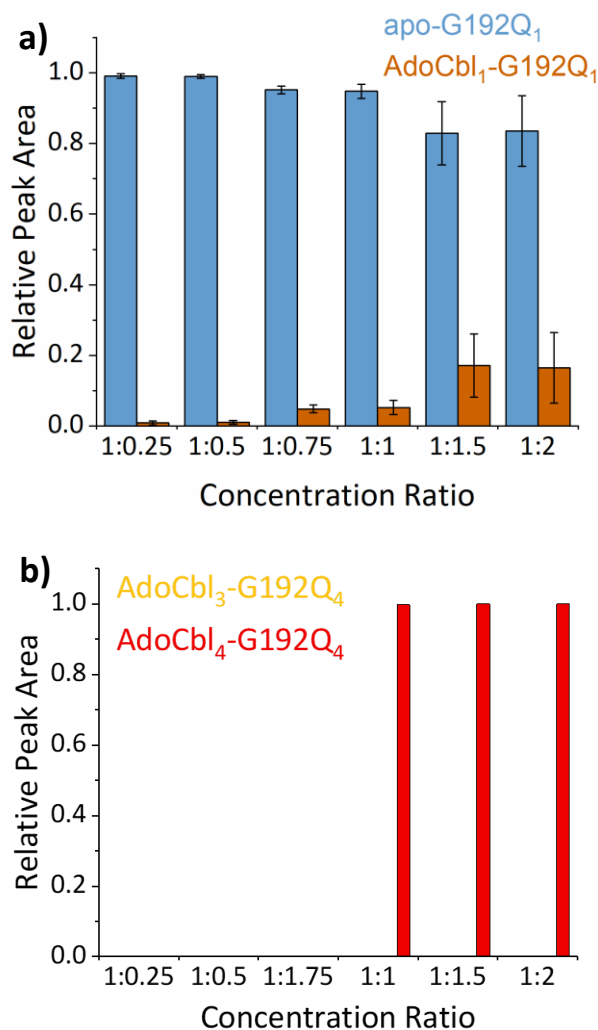 a)
apo-G192Q₁
AdoCbl₁-G192Q₁
Relative Peak Area
1.0
0.8
0.6
0.4
0.2
0.0
1:0.25 1:0.5 1:0.75 1:1 1:1.5 1:2
Concentration Ratio
b)
AdoCbl₃-G192Q₄
AdoCbl₄-G192Q₄
Relative Peak Area
1.0
0.8
0.6
0.4
0.2
0.0
1:0.25 1:0.5 1:1.75 1:1 1:1.5 1:2
Concentration Ratio